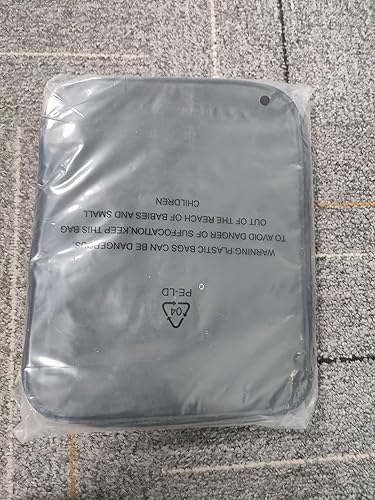 04
PE-LD
WARNING:PLASTIC BAGS CAN BE DANGEROUS.
TO AVOID DANGER OF SUFFOCATION,KEEP THIS BAG
OUT OF THE REACH OF BABIES AND SMALL
CHILDREN